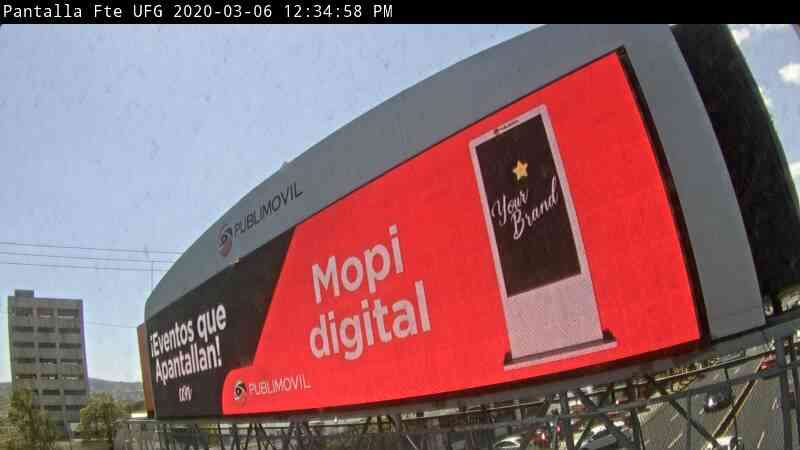 Pantalla Fte UFG 2020-03-06 12:34:58 PM
PUBLIMOVIL
¡Eventos que
Apantallan!
con
Mopi
digital
PUBLIMOVIL
Your
Brand